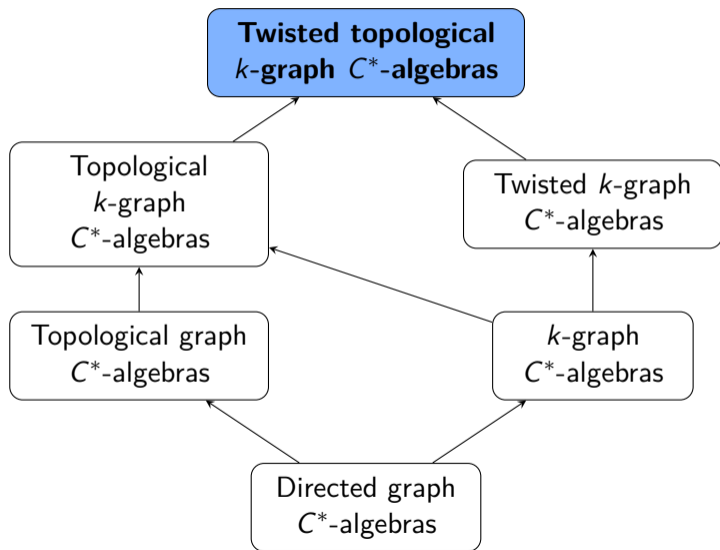 Twisted topological
k-graph C*-algebras
Topological
k-graph
C*-algebras
Twisted k-graph
C*-algebras
Topological graph
C*-algebras
k-graph
C*-algebras
Directed graph
C*-algebras